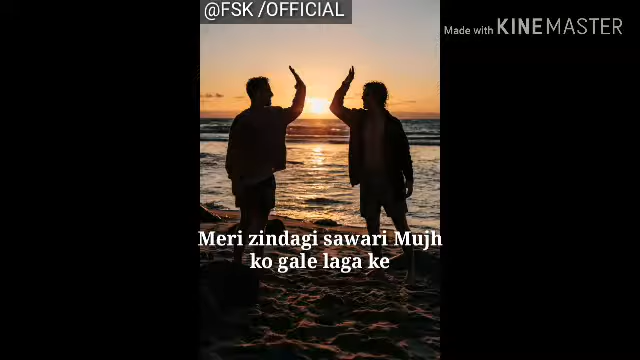 @FSK /OFFICIAL
Made with KINEMASTER
Meri zindagi sawari Mujh
ko gale laga ke